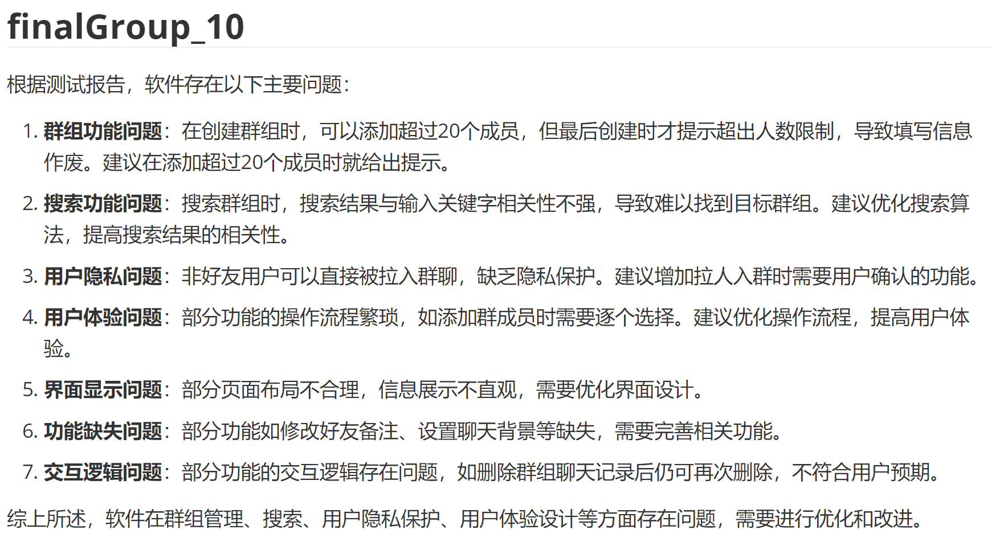 finalGroup_10
根据测试报告，软件存在以下主要问题：
1. 群组功能问题：在创建群组时，可以添加超过20个成员，但最后创建时才提示超出人数限制，导致填写信息
作废。建议在添加超过20个成员时就给出提示。
2. 搜索功能问题：搜索群组时，搜索结果与输入关键字相关性不强，导致难以找到目标群组。建议优化搜索算
法，提高搜索结果的相关性。
3. 用户隐私问题：非好友用户可以直接被拉入群聊，缺乏隐私保护。建议增加拉人入群时需要用户确认的功能。
4. 用户体验问题：部分功能的操作流程繁琐，如添加群成员时需要逐个选择。建议优化操作流程，提高用户体
验。
5. 界面显示问题：部分页面布局不合理，信息展示不直观，需要优化界面设计。
6. 功能缺失问题：部分功能如修改好友备注、设置聊天背景等缺失，需要完善相关功能。
7. 交互逻辑问题：部分功能的交互逻辑存在问题，如删除群组聊天记录后仍可再次删除，不符合用户预期。
综上所述，软件在群组管理、搜索、用户隐私保护、用户体验设计等方面存在问题，需要进行优化和改进。